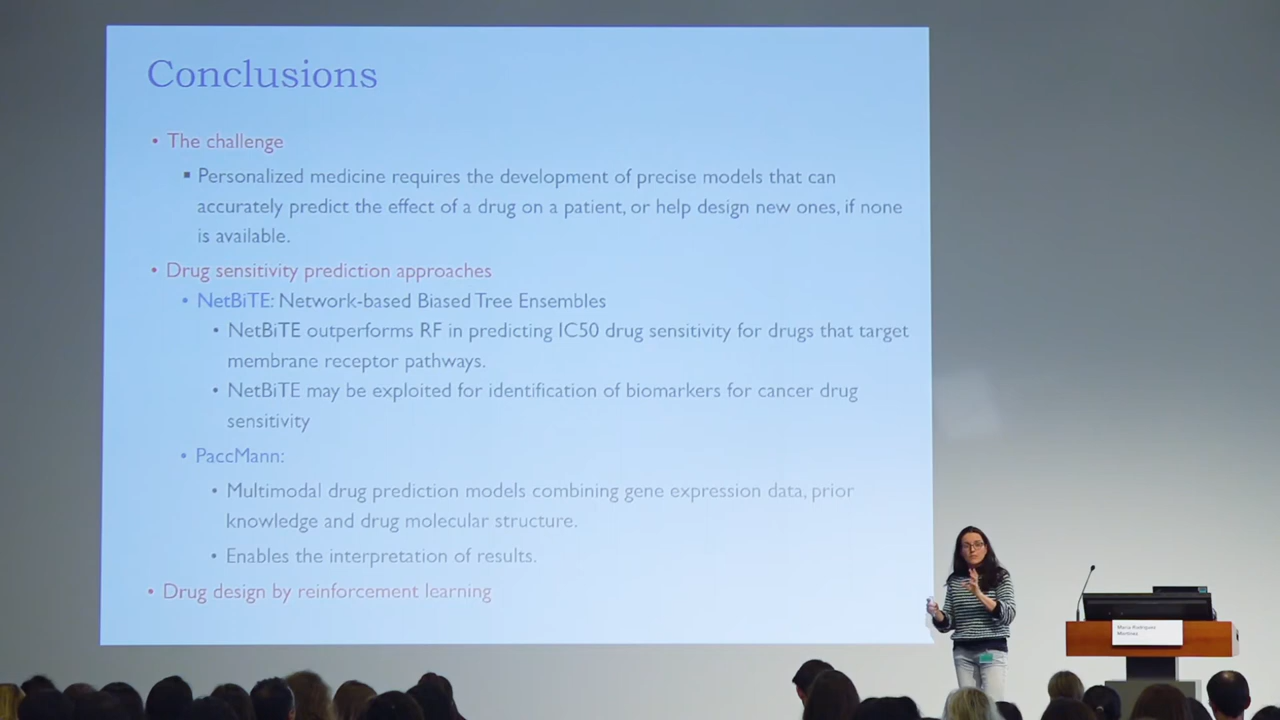 Conclusions
• The challenge
▪ Personalized medicine requires the development of precise models that can
accurately predict the effect of a drug on a patient, or help design new ones, if none
is available.
• Drug sensitivity prediction approaches
• NetBiTE: Network-based Biased Tree Ensembles
• NetBiTE outperforms RF in predicting IC50 drug sensitivity for drugs that target
membrane receptor pathways.
• NetBiTE may be exploited for identification of biomarkers for cancer drug
sensitivity
• PaccMann:
• Multimodal drug prediction models combining gene expression data, prior
knowledge and drug molecular structure.
• Enables the interpretation of results.
• Drug design by reinforcement learning
Maria Rodriguez
Martinez